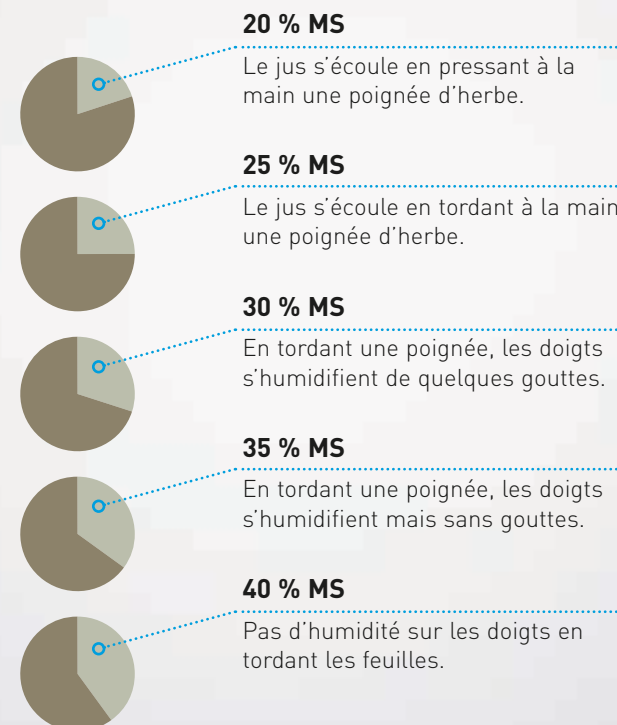 20 % MS
Le jus s’écoule en pressant à la
main une poignée d’herbe.
25 % MS
Le jus s’écoule en tordant à la main
une poignée d’herbe.
30 % MS
En tordant une poignée, les doigts
s’humidifient de quelques gouttes.
35 % MS
En tordant une poignée, les doigts
s’humidifient mais sans gouttes.
40 % MS
Pas d’humidité sur les doigts en
tordant les feuilles.